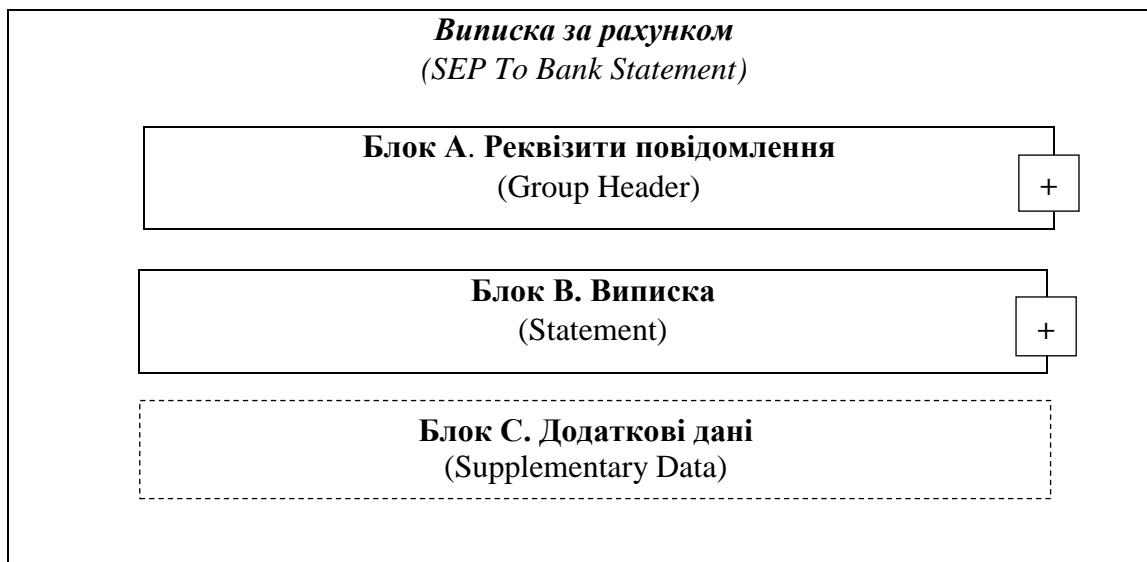 Виписка за рахунком
(SEP To Bank Statement)
Блок А. Реквізити повідомлення
(Group Header)
+
Блок В. Виписка
(Statement)
+
Блок С. Додаткові дані
(Supplementary Data)